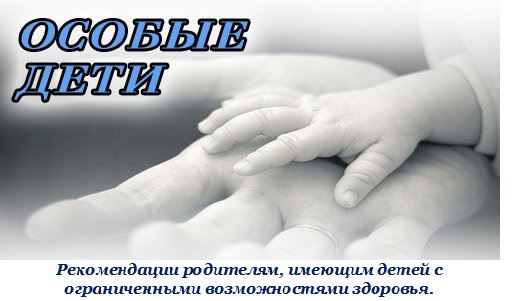 ОСОБЫЕ
ДЕТИ
Рекомендации родителям, имеющим детей с
ограниченными возможностями здоровья.